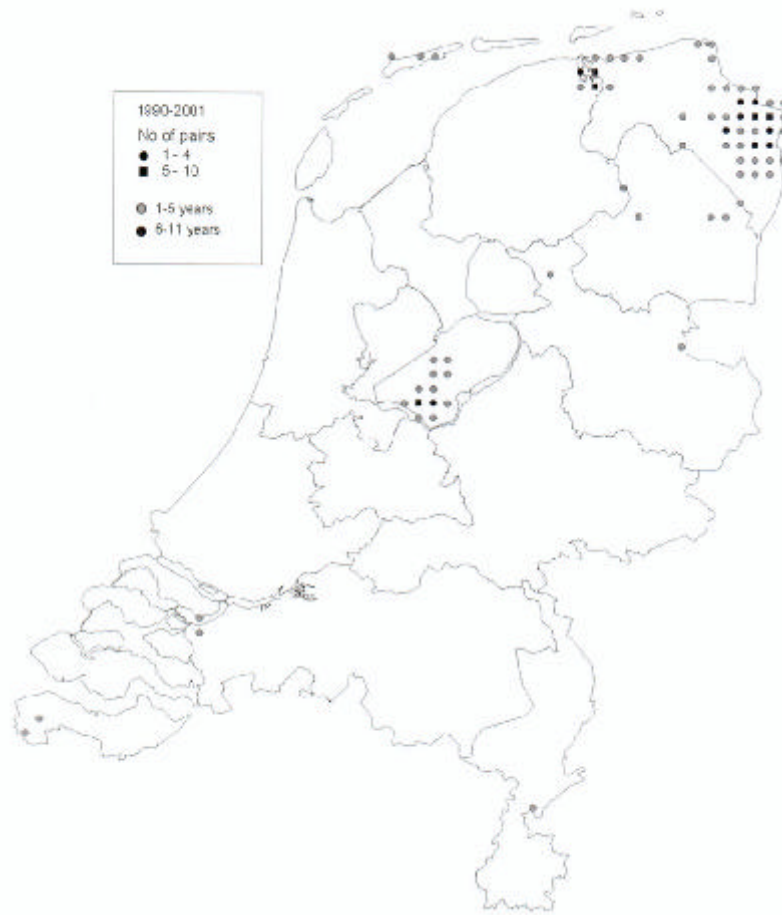 1990-2001
No of pairs
1 - 4
5 - 10
1-5 years
6-11 years